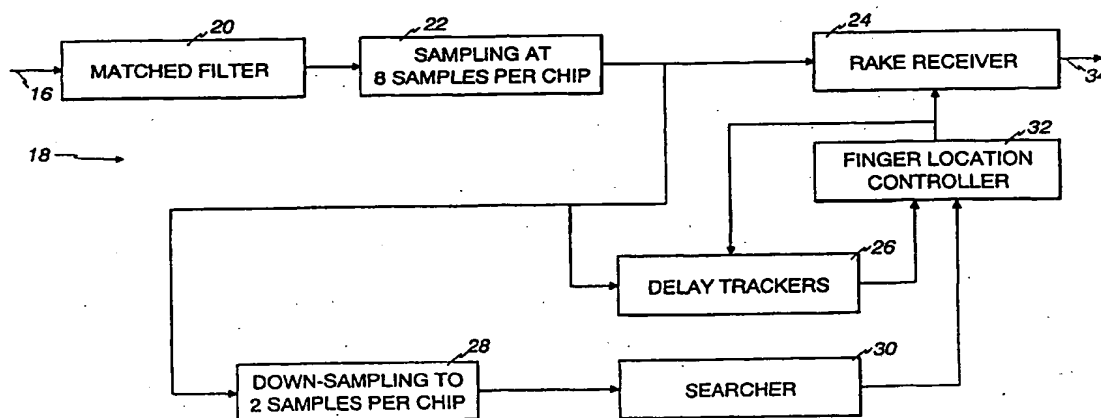 20
22
24
MATCHED FILTER
SAMPLING AT
8 SAMPLES PER CHIP
RAKE RECEIVER
16
34
18
32
FINGER LOCATION
CONTROLLER
26
DELAY TRACKERS
28
30
DOWN-SAMPLING TO
2 SAMPLES PER CHIP
SEARCHER